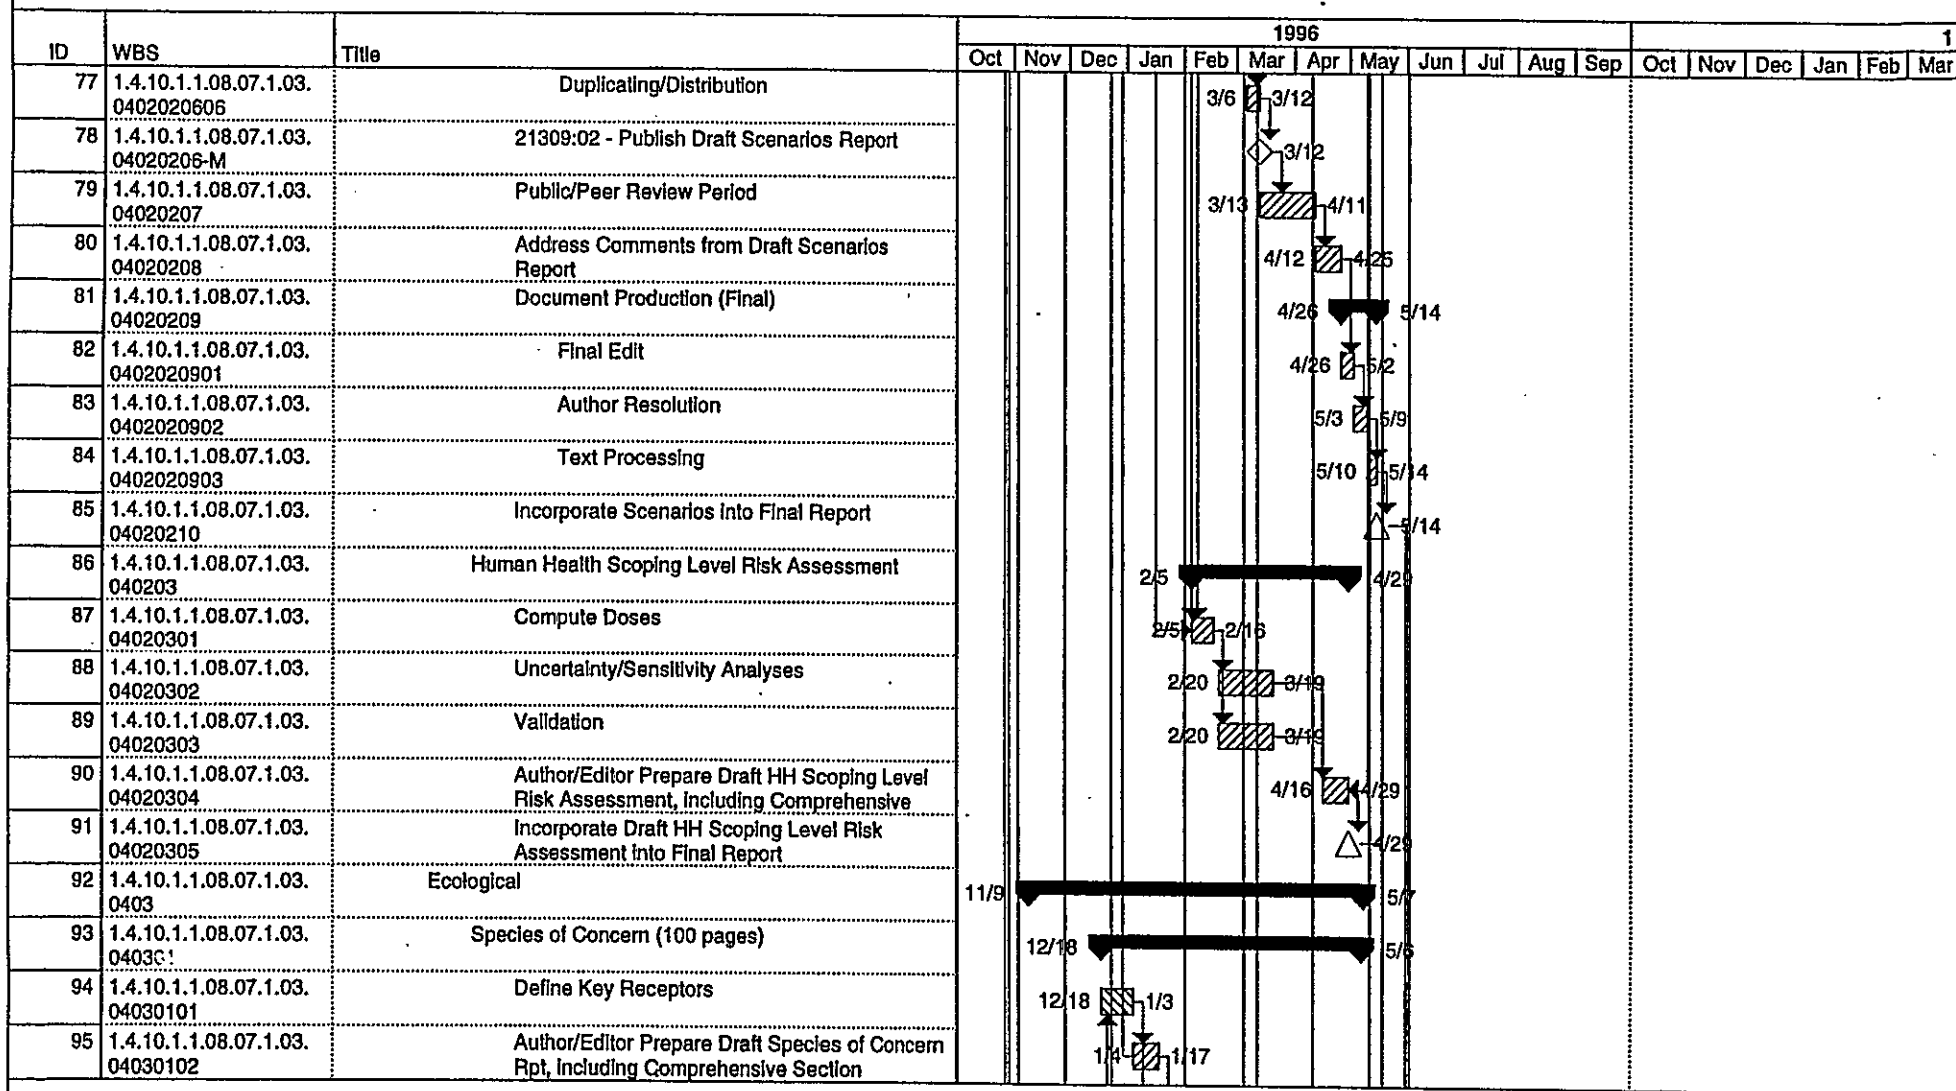 1996 1
ID WBS Title Oct Nov Dec Jan Feb Mar Apr May Jun Jul Aug Sep Oct Nov Dec Jan Feb Mar
77 1.4.10.1.1.08.07.1.03. Duplicating/Distribution
0402020606 3/6 3/12
78 1.4.10.1.1.08.07.1.03. 21309:02 - Publish Draft Scenarios Report
04020206-M 3/12
79 1.4.10.1.1.08.07.1.03. Public/Peer Review Period
04020207 3/13 4/11
80 1.4.10.1.1.08.07.1.03. Address Comments from Draft Scenarios
04020208 Report 4/12 4/25
81 1.4.10.1.1.08.07.1.03. Document Production (Final)
04020209 4/26 5/14
82 1.4.10.1.1.08.07.1.03. Final Edit
0402020901 4/26 5/2
83 1.4.10.1.1.08.07.1.03. Author Resolution
0402020902 5/3 5/9
84 1.4.10.1.1.08.07.1.03. Text Processing
0402020903 5/10 5/14
85 1.4.10.1.1.08.07.1.03. Incorporate Scenarios into Final Report
04020210 5/14
86 1.4.10.1.1.08.07.1.03. Human Health Scoping Level Risk Assessment
040203 2/5 4/29
87 1.4.10.1.1.08.07.1.03. Compute Doses
04020301 2/5 2/16
88 1.4.10.1.1.08.07.1.03. Uncertainty/Sensitivity Analyses
04020302 2/20 3/19
89 1.4.10.1.1.08.07.1.03. Validation
04020303 2/20 3/19
90 1.4.10.1.1.08.07.1.03. Author/Editor Prepare Draft HH Scoping Level
04020304 Risk Assessment, including Comprehensive 4/16 4/29
91 1.4.10.1.1.08.07.1.03. Incorporate Draft HH Scoping Level Risk
04020305 Assessment into Final Report 4/29
92 1.4.10.1.1.08.07.1.03. Ecological
0403 11/9 5/7
93 1.4.10.1.1.08.07.1.03. Species of Concern (100 pages)
040301 12/18 5/6
94 1.4.10.1.1.08.07.1.03. Define Key Receptors
04030101 12/18 1/3
95 1.4.10.1.1.08.07.1.03. Author/Editor Prepare Draft Species of Concern
04030102 Rpt, including Comprehensive Section 1/4 1/17